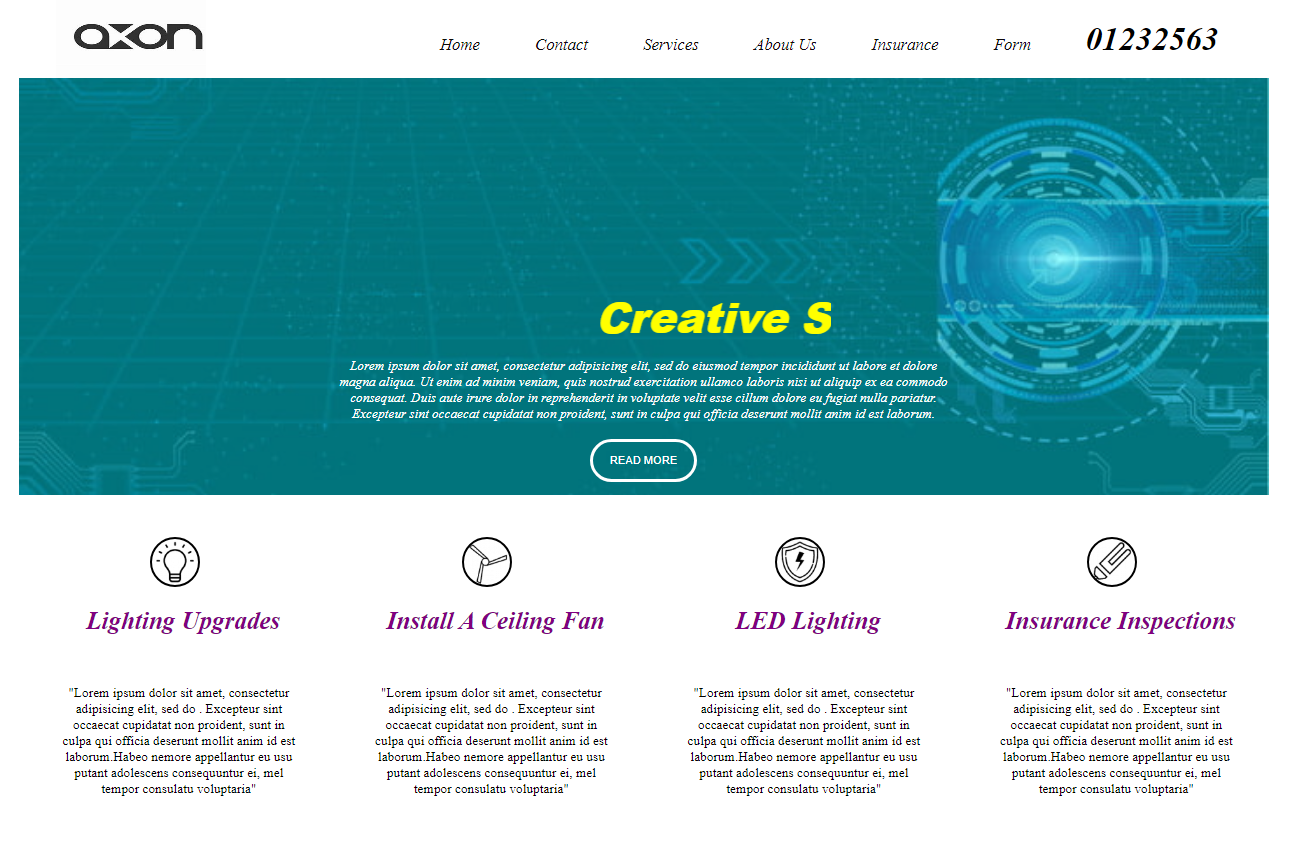 axon
Home Contact Services About Us Insurance Form 01232563
Creative S
Lorem ipsum dolor sit amet, consectetur adipisicing elit, sed do eiusmod tempor incididunt ut labore et dolore
magna aliqua. Ut enim ad minim veniam, quis nostrud exercitation ullamco laboris nisi ut aliquip ex ea commodo
consequat. Duis aute irure dolor in reprehenderit in voluptate velit esse cillum dolore eu fugiat nulla pariatur.
Excepteur sint occaecat cupidatat non proident, sunt in culpa qui officia deserunt mollit anim id est laborum.
READ MORE
Lighting Upgrades
"Lorem ipsum dolor sit amet, consectetur
adipisicing elit, sed do . Excepteur sint
occaecat cupidatat non proident, sunt in
culpa qui officia deserunt mollit anim id est
laborum.Habeo nemore appellantur eu usu
putant adolescens consequuntur ei, mel
tempor consulatu voluptaria"
Install A Ceiling Fan
"Lorem ipsum dolor sit amet, consectetur
adipisicing elit, sed do . Excepteur sint
occaecat cupidatat non proident, sunt in
culpa qui officia deserunt mollit anim id est
laborum.Habeo nemore appellantur eu usu
putant adolescens consequuntur ei, mel
tempor consulatu voluptaria"
LED Lighting
"Lorem ipsum dolor sit amet, consectetur
adipisicing elit, sed do . Excepteur sint
occaecat cupidatat non proident, sunt in
culpa qui officia deserunt mollit anim id est
laborum.Habeo nemore appellantur eu usu
putant adolescens consequuntur ei, mel
tempor consulatu voluptaria"
Insurance Inspections
"Lorem ipsum dolor sit amet, consectetur
adipisicing elit, sed do . Excepteur sint
occaecat cupidatat non proident, sunt in
culpa qui officia deserunt mollit anim id est
laborum.Habeo nemore appellantur eu usu
putant adolescens consequuntur ei, mel
tempor consulatu voluptaria"